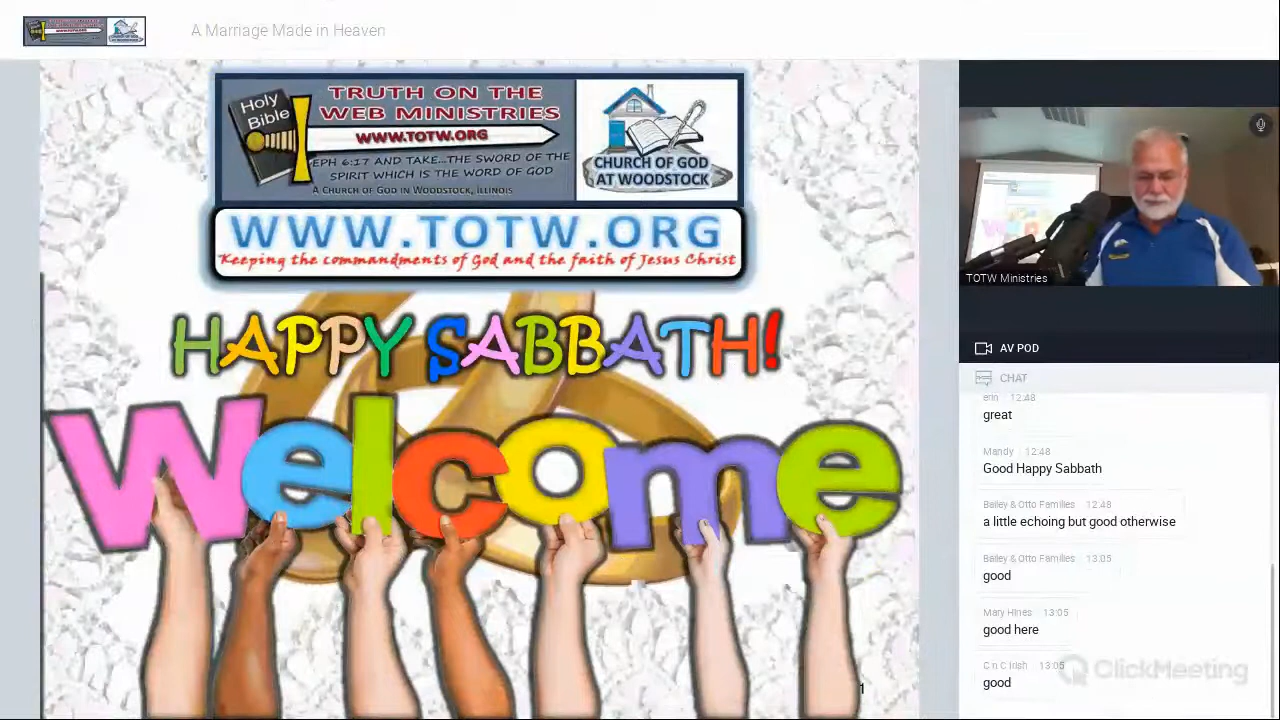 A Marriage Made in Heaven
Holy
Bible
TRUTH ON THE
WEB MINISTRIES
WWW.TOTW.ORG
EPH 6:17 AND TAKE...THE SWORD OF THE
SPIRIT WHICH IS THE WORD OF GOD
A CHURCH OF GOD IN WOODSTOCK, ILLINOIS
CHURCH OF GOD
AT WOODSTOCK
WWW.TOTW.ORG
Keeping the commandments of God and the faith of Jesus Christ
HAPPY SABBATH!
Welcome
1
TOTW Ministries
AV POD
CHAT
erin 12:48
great
Mandy 12:48
Good Happy Sabbath
Bailey & Otto Families 12:48
a little echoing but good otherwise
Bailey & Otto Families 13:05
good
Mary Hines 13:05
good here
C n C Irish 13:05
good
ClickMeeting